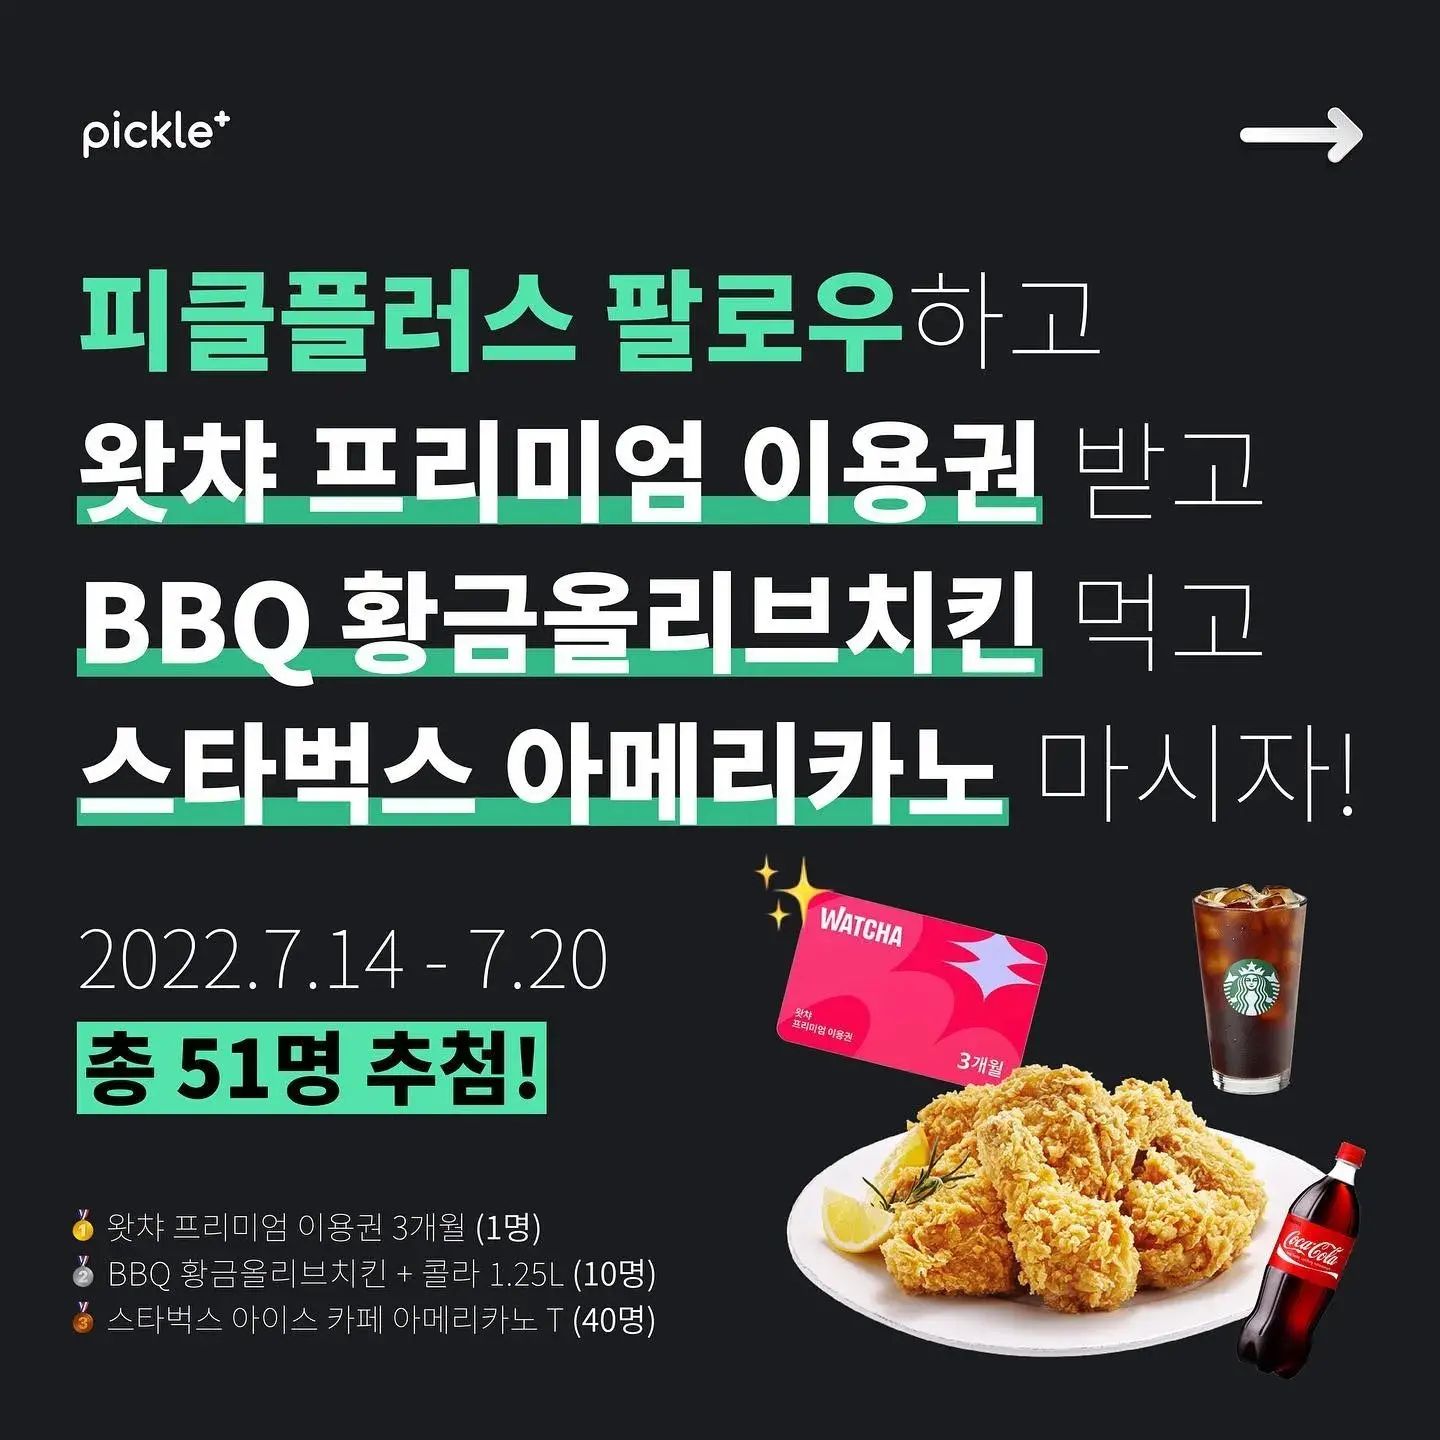 pickle+
피클플러스 팔로우하고
왓챠 프리미엄 이용권 받고
BBQ 황금올리브치킨 먹고
스타벅스 아메리카노 마시자!
2022.7.14 - 7.20
총 51명 추첨!
WATCHA
왓챠
프리미엄 이용권
3개월
1 왓챠 프리미엄 이용권 3개월 (1명)
2 BBQ 황금올리브치킨 + 콜라 1.25L (10명)
3 스타벅스 아이스 카페 아메리카노 T (40명)
Coca-Cola